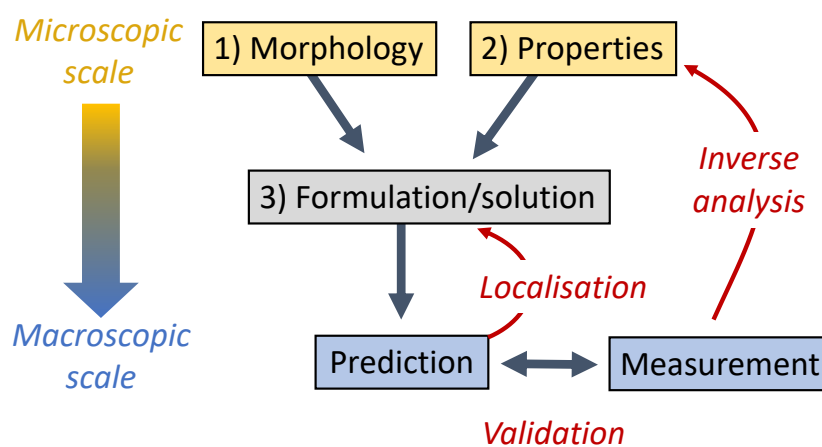 Microscopic
scale
1) Morphology
2) Properties
Inverse
analysis
3) Formulation/solution
Localisation
Macroscopic
scale
Prediction
Measurement
Validation